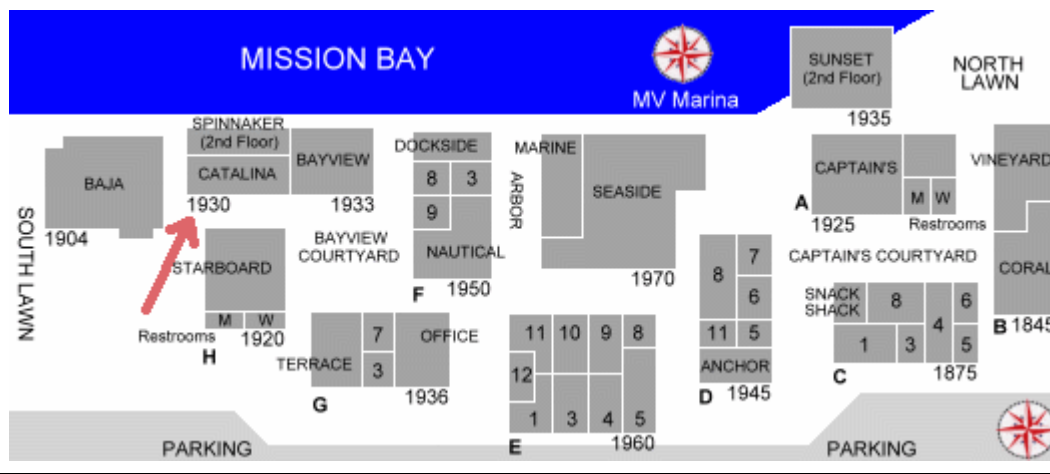 MISSION BAY
MV Marina
SUNSET
(2nd Floor)
1935
NORTH
LAWN
SPINNAKER
(2nd Floor)
CATALINA
BAYVIEW
1930
1933
BAJA
1904
SOUTH LAWN
STARBOARD
M
W
Restrooms
1920
H
BAYVIEW
COURTYARD
DOCKSIDE
8
3
9
NAUTICAL
F
1950
ARBOR
MARINE
SEASIDE
1970
CAPTAIN'S
A
1925
M
W
Restrooms
VINEYARD
CORAL
B
1845
CAPTAIN'S COURTYARD
TERRACE
7
3
OFFICE
G
1936
11
10
9
8
12
1
3
4
5
E
1960
8
7
6
11
5
ANCHOR
D
1945
SNACK
SHACK
8
6
4
1
3
5
C
1875
PARKING
PARKING